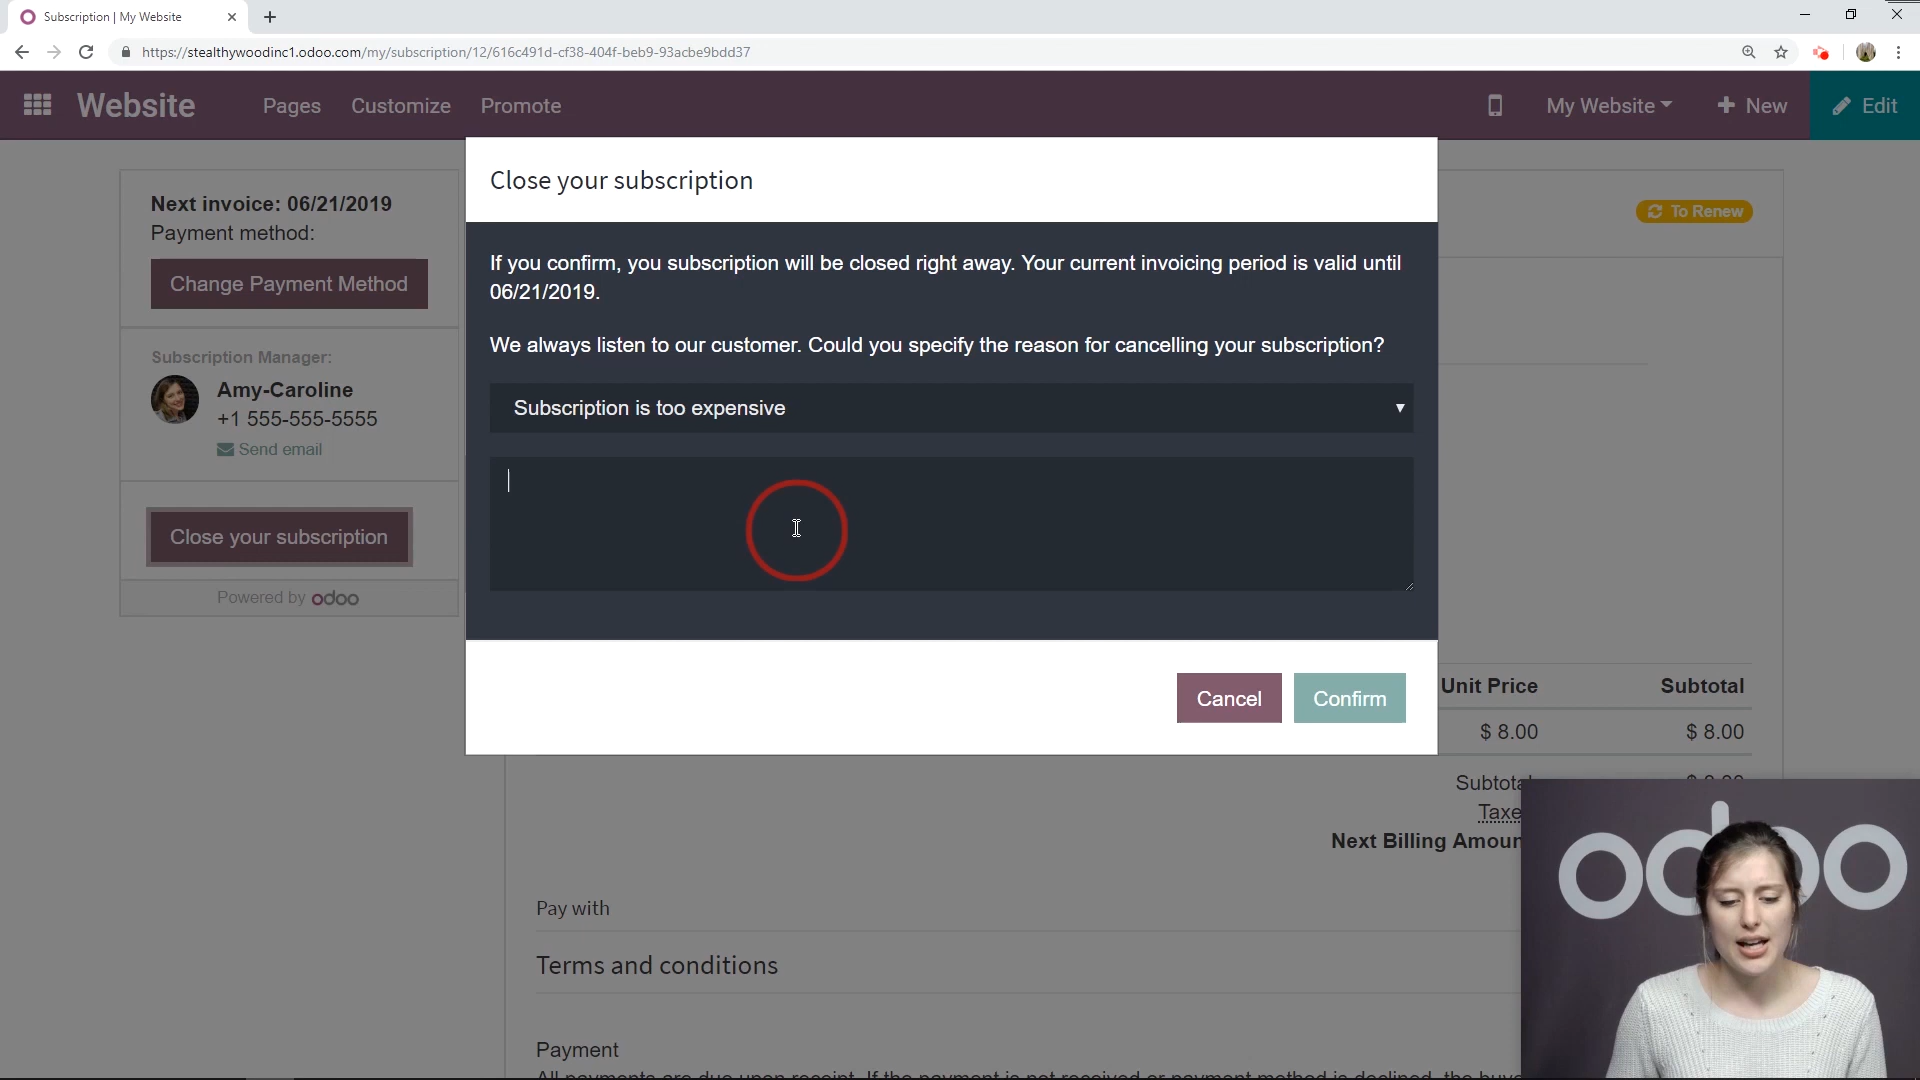 Subscription | My Website
https://stealthywoodinc1.odoo.com/my/subscription/12/616c491d-cf38-404f-beb9-93acbe9bdd37
Website
Pages
Customize
Promote
My Website
New
Edit
Next invoice: 06/21/2019
Payment method:
Change Payment Method
Subscription Manager:
Amy-Caroline
+1 555-555-5555
Send email
Close your subscription
Powered by odoo
Close your subscription
If you confirm, you subscription will be closed right away. Your current invoicing period is valid until
06/21/2019.
We always listen to our customer. Could you specify the reason for cancelling your subscription?
Subscription is too expensive
Cancel
Confirm
To Renew
Unit Price
Subtotal
$ 8.00
$ 8.00
Subtota
Taxe
Next Billing Amoun
Pay with
Terms and conditions
Payment
All payments are due upon receipt. If the payment is not received or payment method is declined, the buye
odoo